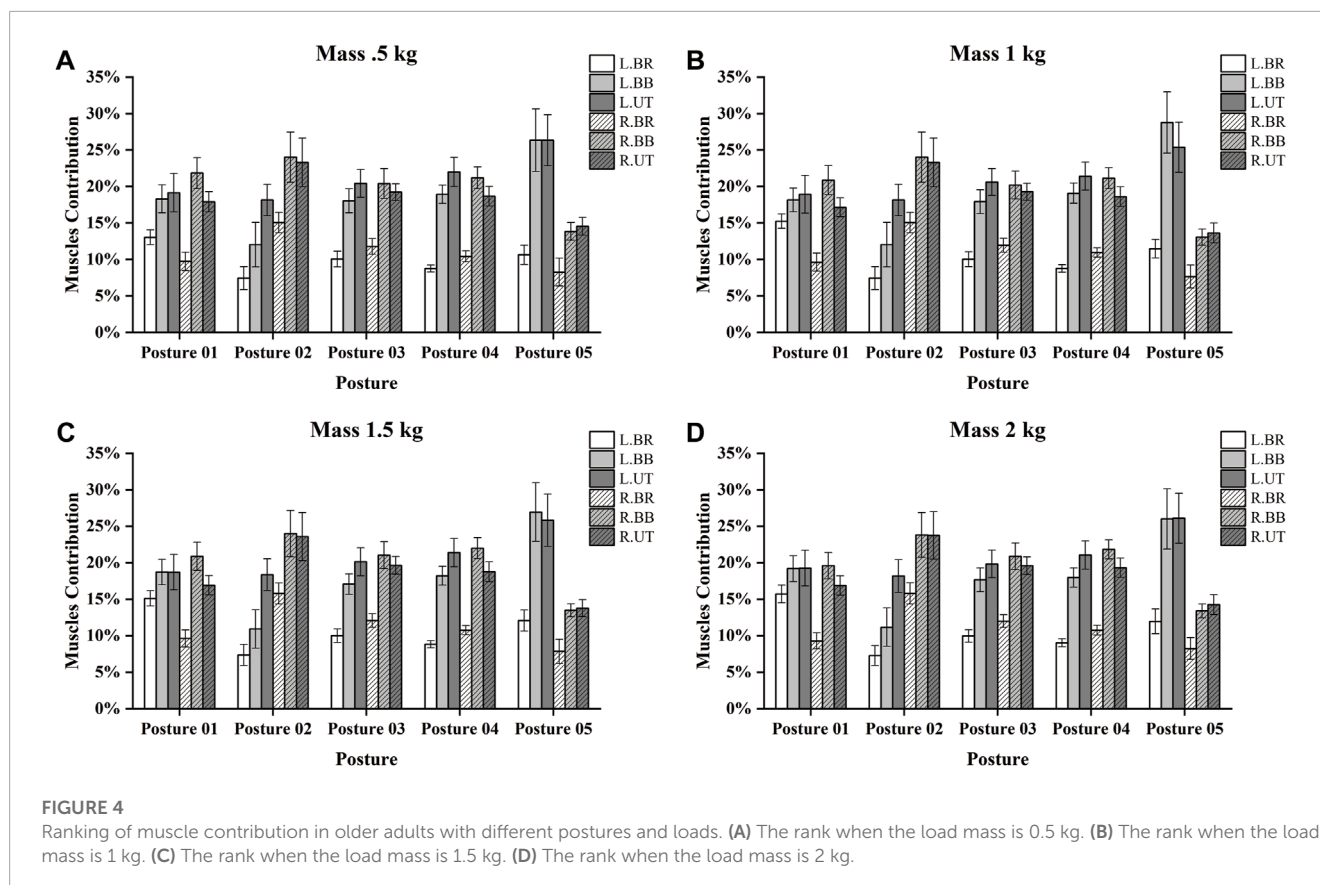 A
Mass .5 kg
L.BR
L.BB
L.UT
R.BR
R.BB
R.UT
Muscles Contribution
35%
30%
25%
20%
15%
10%
5%
0%
Posture 01 Posture 02 Posture 03 Posture 04 Posture 05
Posture
B
Mass 1 kg
L.BR
L.BB
L.UT
R.BR
R.BB
R.UT
Muscles Contribution
35%
30%
25%
20%
15%
10%
5%
0%
Posture 01 Posture 02 Posture 03 Posture 04 Posture 05
Posture
C
Mass 1.5 kg
L.BR
L.BB
L.UT
R.BR
R.BB
R.UT
Muscles Contribution
35%
30%
25%
20%
15%
10%
5%
0%
Posture 01 Posture 02 Posture 03 Posture 04 Posture 05
Posture
D
Mass 2 kg
L.BR
L.BB
L.UT
R.BR
R.BB
R.UT
Muscles Contribution
35%
30%
25%
20%
15%
10%
5%
0%
Posture 01 Posture 02 Posture 03 Posture 04 Posture 05
Posture
FIGURE 4
Ranking of muscle contribution in older adults with different postures and loads. (A) The rank when the load mass is 0.5 kg. (B) The rank when the load
mass is 1 kg. (C) The rank when the load mass is 1.5 kg. (D) The rank when the load mass is 2 kg.